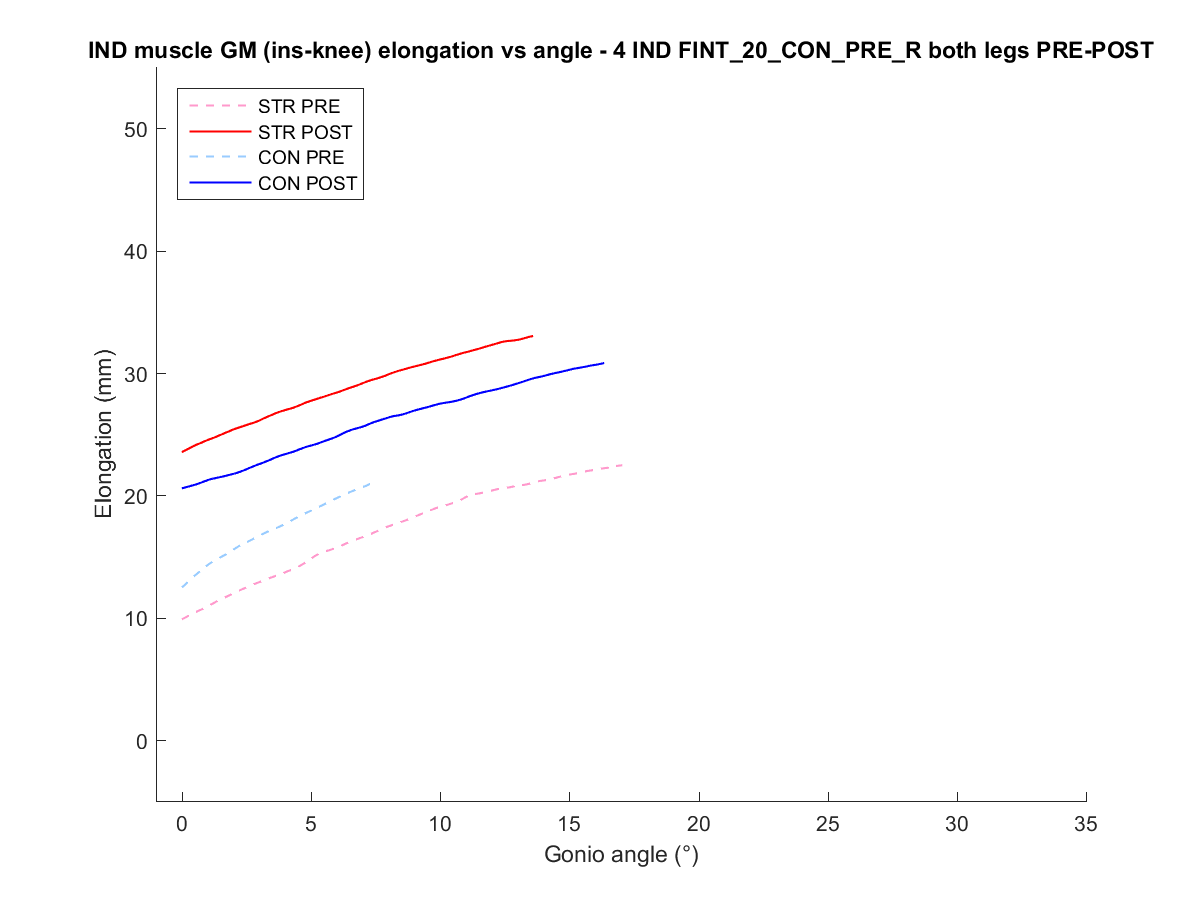 IND muscle GM (ins-knee) elongation vs angle - 4 IND FINT_20_CON_PRE_R both legs PRE-POST
STR PRE
STR POST
CON PRE
CON POST
50
40
30
20
10
0
Elongation (mm)
0 5 10 15 20 25 30 35
Gonio angle (°)